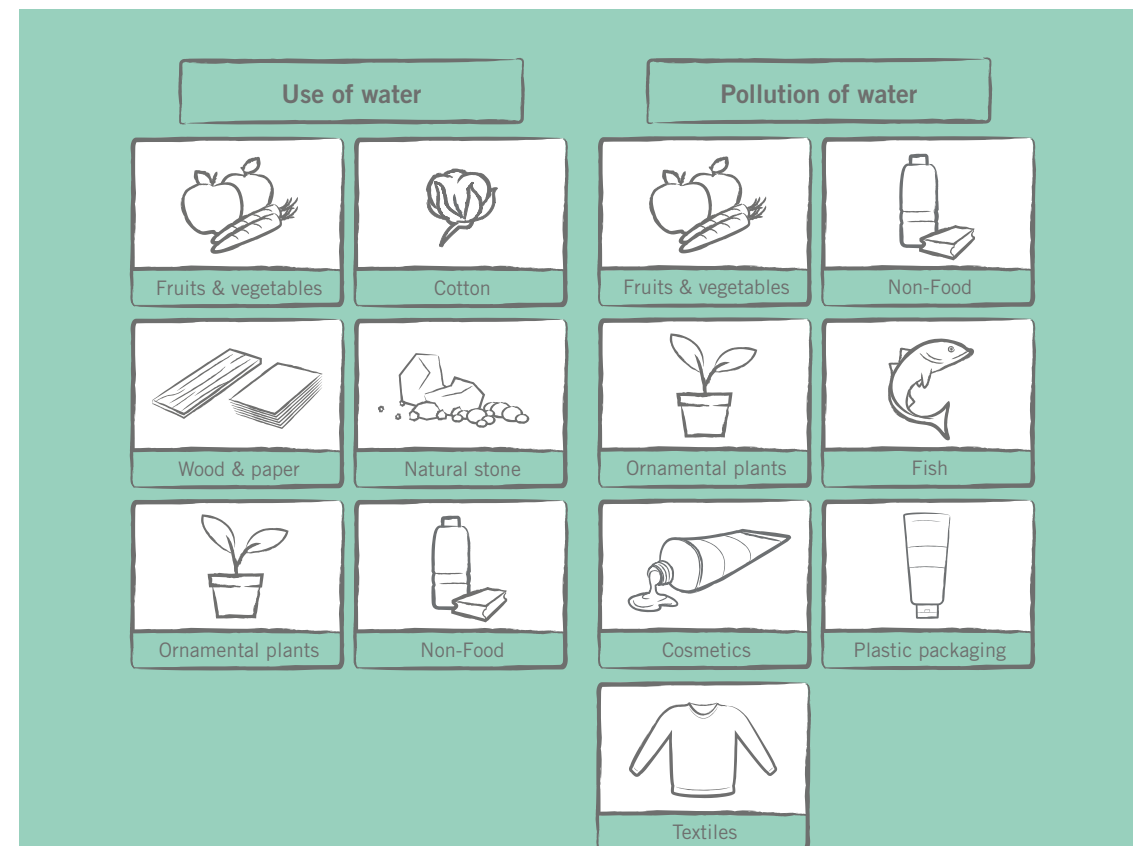 Use of water
Fruits & vegetables
Cotton
Wood & paper
Natural stone
Ornamental plants
Non-Food
Pollution of water
Fruits & vegetables
Non-Food
Ornamental plants
Fish
Cosmetics
Plastic packaging
Textiles